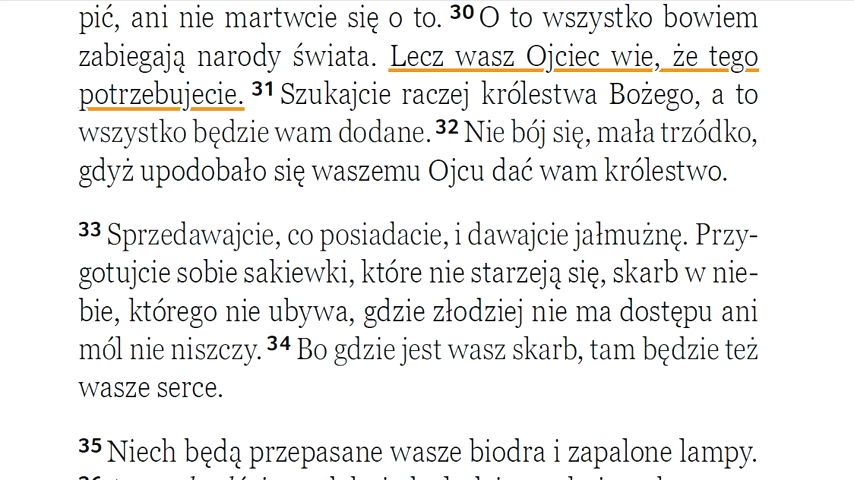 pić, ani nie martwcie się o to. 30 O to wszystko bowiem
zabiegają narody świata. Lecz wasz Ojciec wie, że tego
potrzebujecie. 31 Szukajcie raczej królestwa Bożego, a to
wszystko będzie wam dodane. 32 Nie bój się, mała trzódko,
gdyż upodobało się waszemu Ojcu dać wam królestwo.
33 Sprzedawajcie, co posiadacie, i dawajcie jałmużnę. Przy-
gotujcie sobie sakiewki, które nie starzeją się, skarb w nie-
bie, którego nie ubywa, gdzie złodziej nie ma dostępu ani
mól nie niszczy. 34 Bo gdzie jest wasz skarb, tam będzie też
wasze serce.
35 Niech będą przepasane wasze biodra i zapalone lampy.